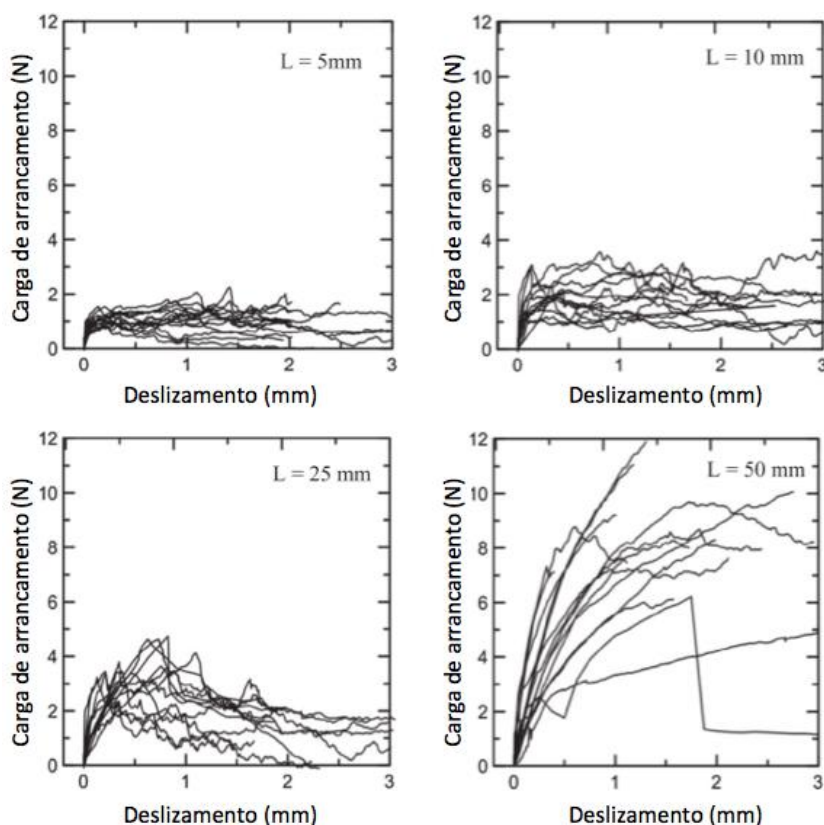 12
10
8
6
4
2
0
Carga de arrancamento (N)
L = 5mm
0 1 2 3
Deslizamento (mm)
12
10
8
6
4
2
0
Carga de arrancamento (N)
L = 10 mm
0 1 2 3
Deslizamento (mm)
12
10
8
6
4
2
0
Carga de arrancamento (N)
L = 25 mm
0 1 2 3
Deslizamento (mm)
12
10
8
6
4
2
0
Carga de arrancamento (N)
L = 50 mm
0 1 2 3
Deslizamento (mm)